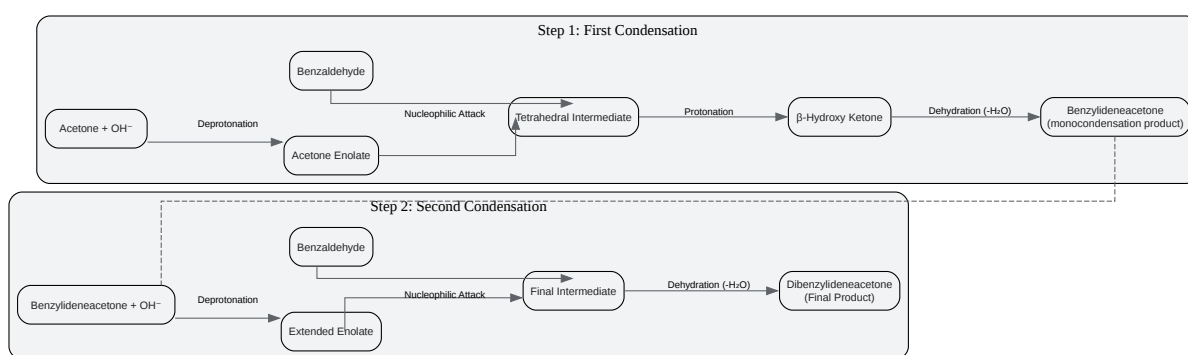 Step 1: First Condensation
Benzaldehyde
Acetone + OH⁻
Deprotonation
Acetone Enolate
Nucleophilic Attack
Tetrahedral Intermediate
Protonation
β-Hydroxy Ketone
Dehydration (-H₂O)
Benzylideneacetone
(monocondensation product)
Step 2: Second Condensation
Benzaldehyde
Benzylideneacetone + OH⁻
Deprotonation
Extended Enolate
Nucleophilic Attack
Final Intermediate
Dehydration (-H₂O)
Dibenzylideneacetone
(Final Product)